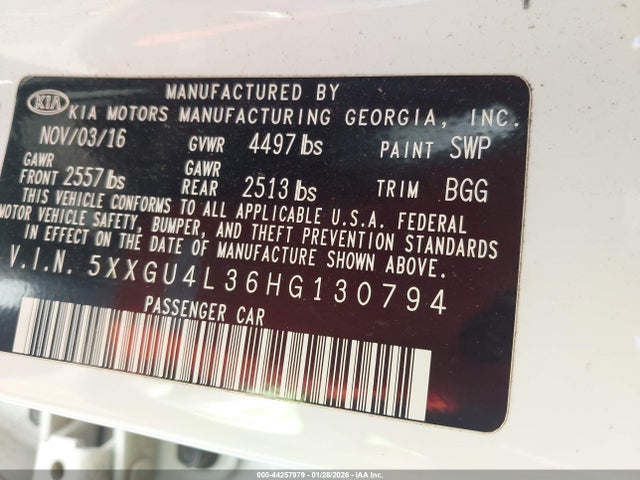 MANUFACTURED BY
KIA KIA MOTORS MANUFACTURING GEORGIA, INC.
NOV/03/16 GVWR 4497 lbs PAINT SWP
GAWR FRONT 2557 lbs GAWR REAR 2513 lbs TRIM BGG
THIS VEHICLE CONFORMS TO ALL APPLICABLE U.S.A. FEDERAL
MOTOR VEHICLE SAFETY, BUMPER, AND THEFT PREVENTION STANDARDS
IN EFFECT ON THE DATE OF MANUFACTURE SHOWN ABOVE.
V.I.N. 5XXGU4L36HG130794
PASSENGER CAR
000-44257979 | 01/28/2026 - IAA Inc.